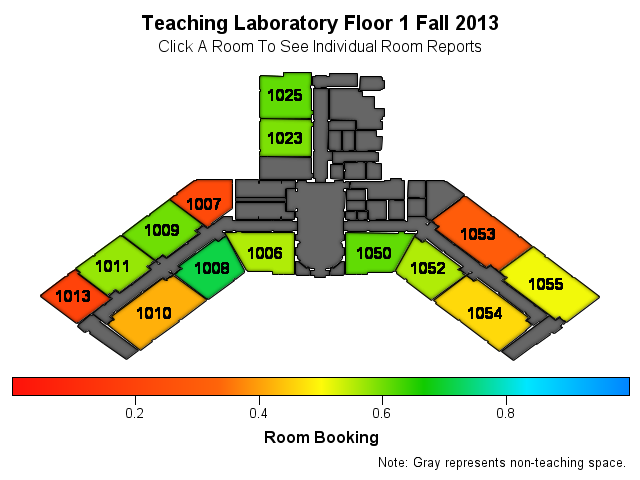 Teaching Laboratory Floor 1 Fall 2013
Click A Room To See Individual Room Reports
1025
1023
1007
1009
1053
1006
1050
1011
1008
1052
1055
1013
1010
1054
0.2 0.4 0.6 0.8
Room Booking
Note: Gray represents non-teaching space.